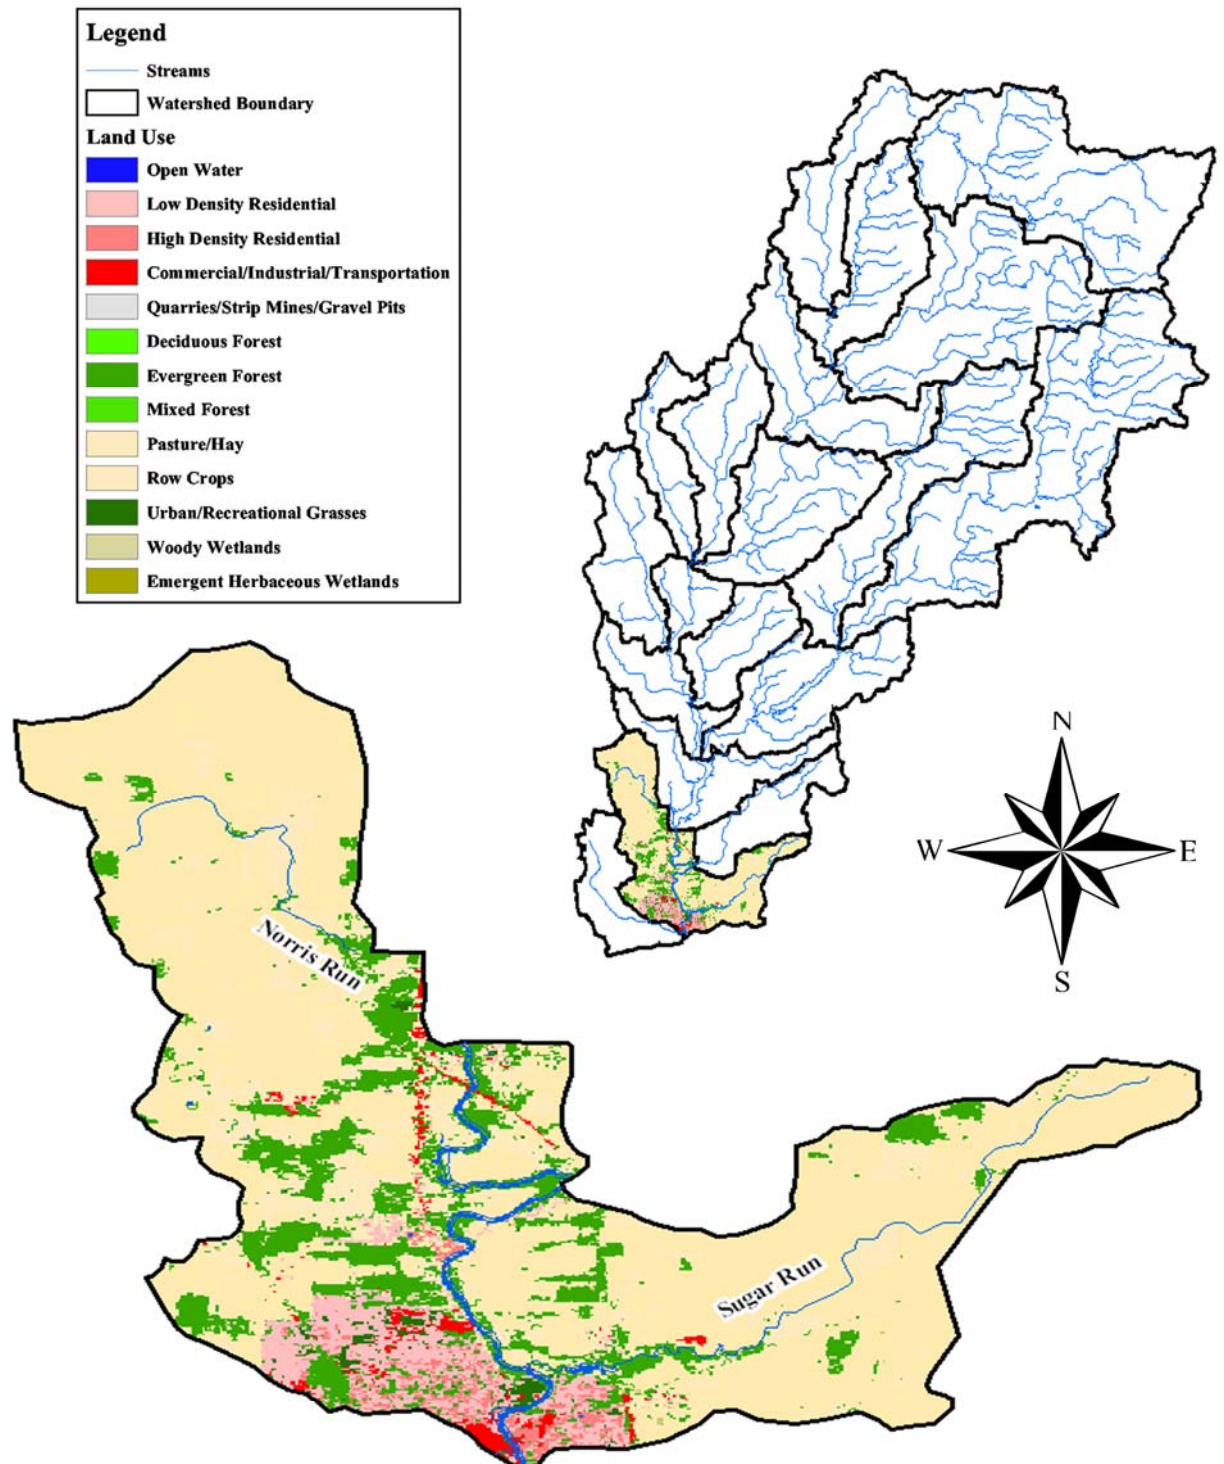 Legend
Streams
Watershed Boundary
Land Use
Open Water
Low Density Residential
High Density Residential
Commercial/Industrial/Transportation
Quarries/Strip Mines/Gravel Pits
Deciduous Forest
Evergreen Forest
Mixed Forest
Pasture/Hay
Row Crops
Urban/Recreational Grasses
Woody Wetlands
Emergent Herbaceous Wetlands
N
W
E
S
Norris Run
Sugar Run